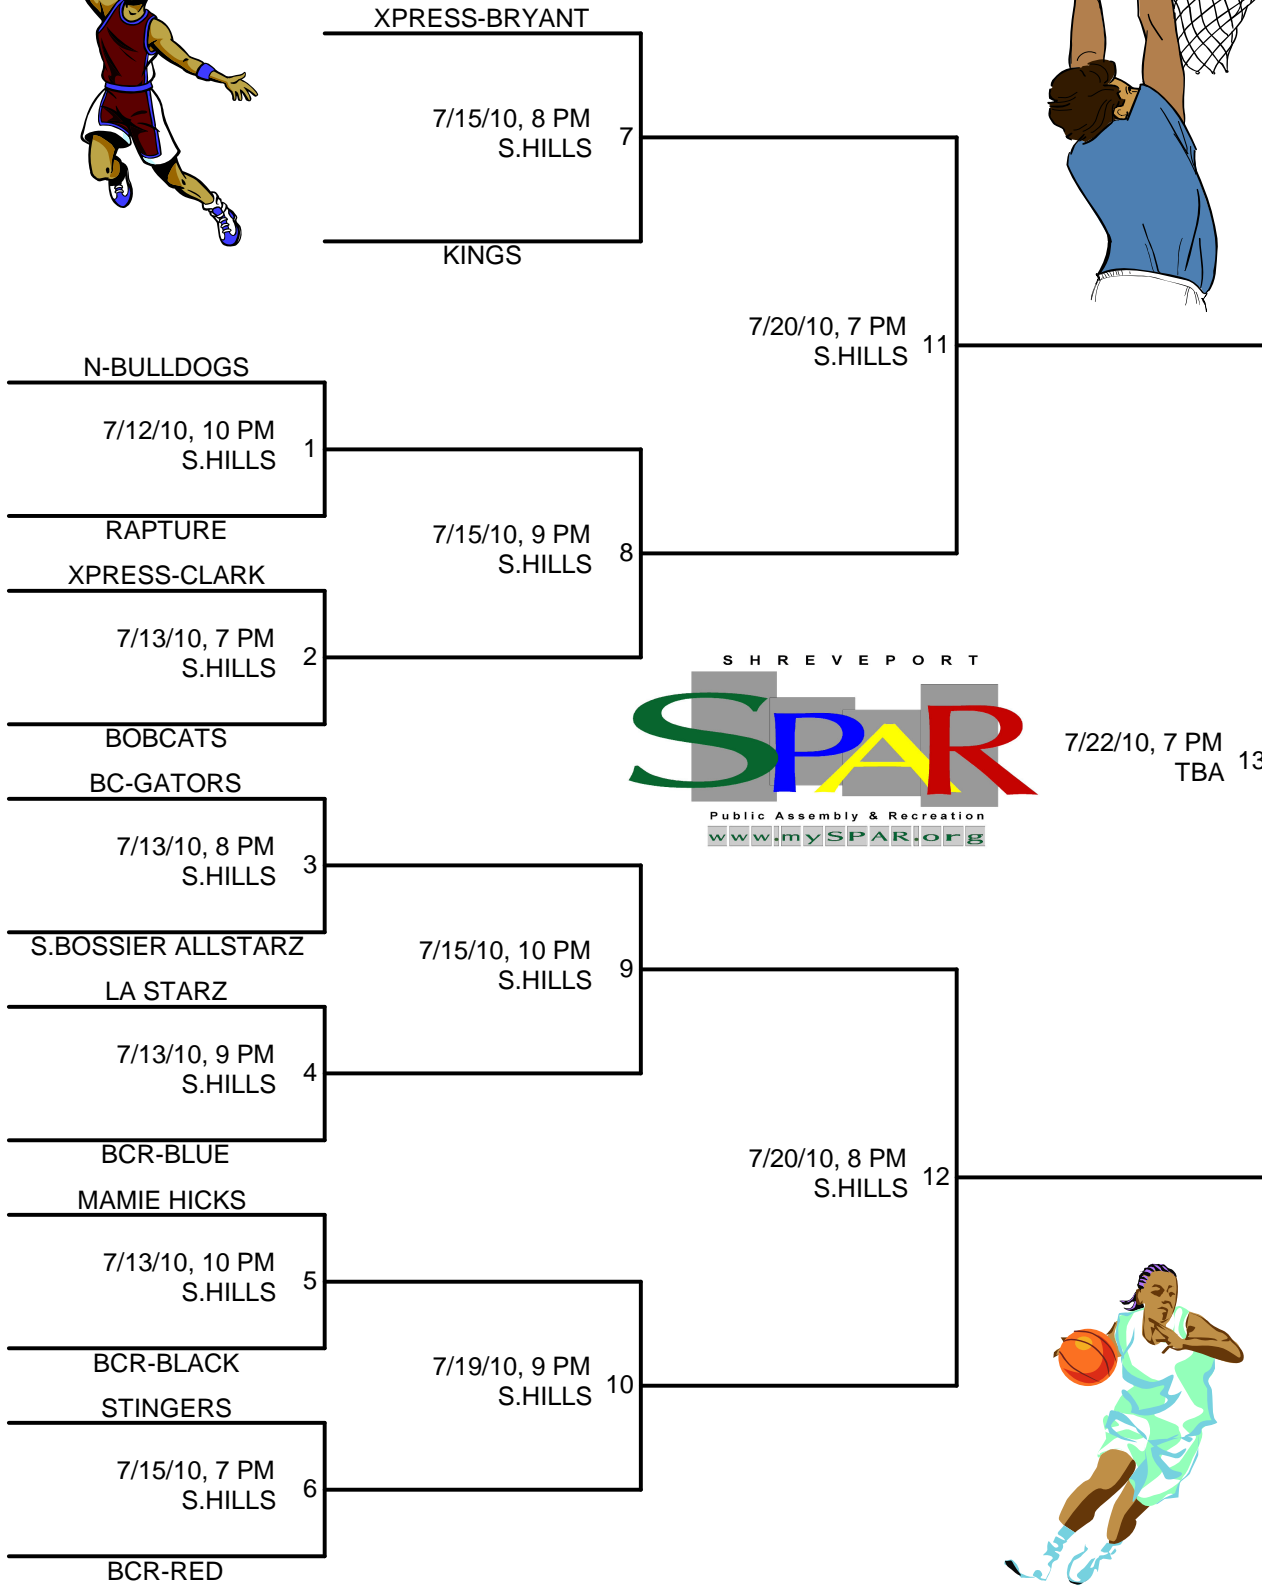 XPRESS-BRYANT
7/15/10, 8 PM
S.HILLS
7
KINGS
7/20/10, 7 PM
S.HILLS
11
N-BULLDOGS
7/12/10, 10 PM
S.HILLS
1
RAPTURE
7/15/10, 9 PM
S.HILLS
8
XPRESS-CLARK
7/13/10, 7 PM
S.HILLS
2
BOBCATS
SHREVEPORT
SPAR
Public Assembly & Recreation
www.mySPAR.org
7/22/10, 7 PM
TBA
13
BC-GATORS
7/13/10, 8 PM
S.HILLS
3
S.BOSSIER ALLSTARZ
7/15/10, 10 PM
S.HILLS
9
LA STARZ
7/13/10, 9 PM
S.HILLS
4
BCR-BLUE
7/20/10, 8 PM
S.HILLS
12
MAMIE HICKS
7/13/10, 10 PM
S.HILLS
5
BCR-BLACK
7/19/10, 9 PM
S.HILLS
10
STINGERS
7/15/10, 7 PM
S.HILLS
6
BCR-RED